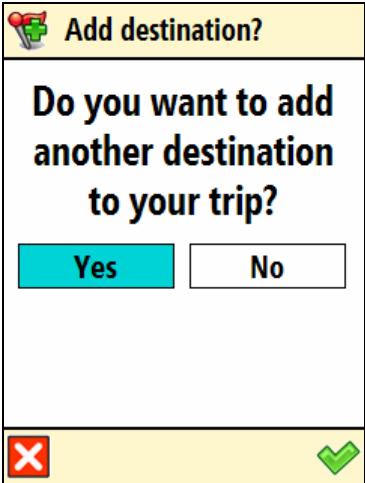 Add destination?
Do you want to add
another destination
to your trip?
Yes
No